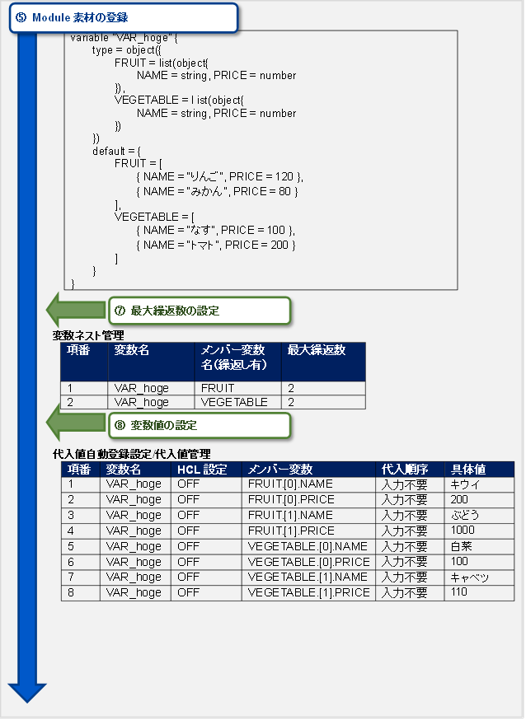 ⑤ Module 素材の登録
variable "VAR_hoge" {
type = object({
FRUIT = list(object{
NAME = string, PRICE = number
}),
VEGETABLE = l ist(object{
NAME = string, PRICE = number
})
})
default = {
FRUIT = [
{ NAME = "りんご", PRICE = 120 },
{ NAME = "みかん", PRICE = 80 }
],
VEGETABLE = [
{ NAME = "なす", PRICE = 100 },
{ NAME = "トマト", PRICE = 200 }
]
}
}
⑦ 最大繰返数の設定
変数ネスト管理
項番 変数名 メンバー変数名(繰返し有) 最大繰返数
1 VAR_hoge FRUIT 2
2 VAR_hoge VEGETABLE 2
⑧ 変数値の設定
代入値自動登録設定/代入値管理
項番 変数名 HCL 設定 メンバー変数 代入順序 具体値
1 VAR_hoge OFF FRUIT.[0].NAME 入力不要 キウイ
2 VAR_hoge OFF FRUIT.[0].PRICE 入力不要 200
3 VAR_hoge OFF FRUIT.[1].NAME 入力不要 ぶどう
4 VAR_hoge OFF FRUIT.[1].PRICE 入力不要 1000
5 VAR_hoge OFF VEGETABLE.[0].NAME 入力不要 白菜
6 VAR_hoge OFF VEGETABLE.[0].PRICE 入力不要 100
7 VAR_hoge OFF VEGETABLE.[1].NAME 入力不要 キャベツ
8 VAR_hoge OFF VEGETABLE.[1].PRICE 入力不要 110